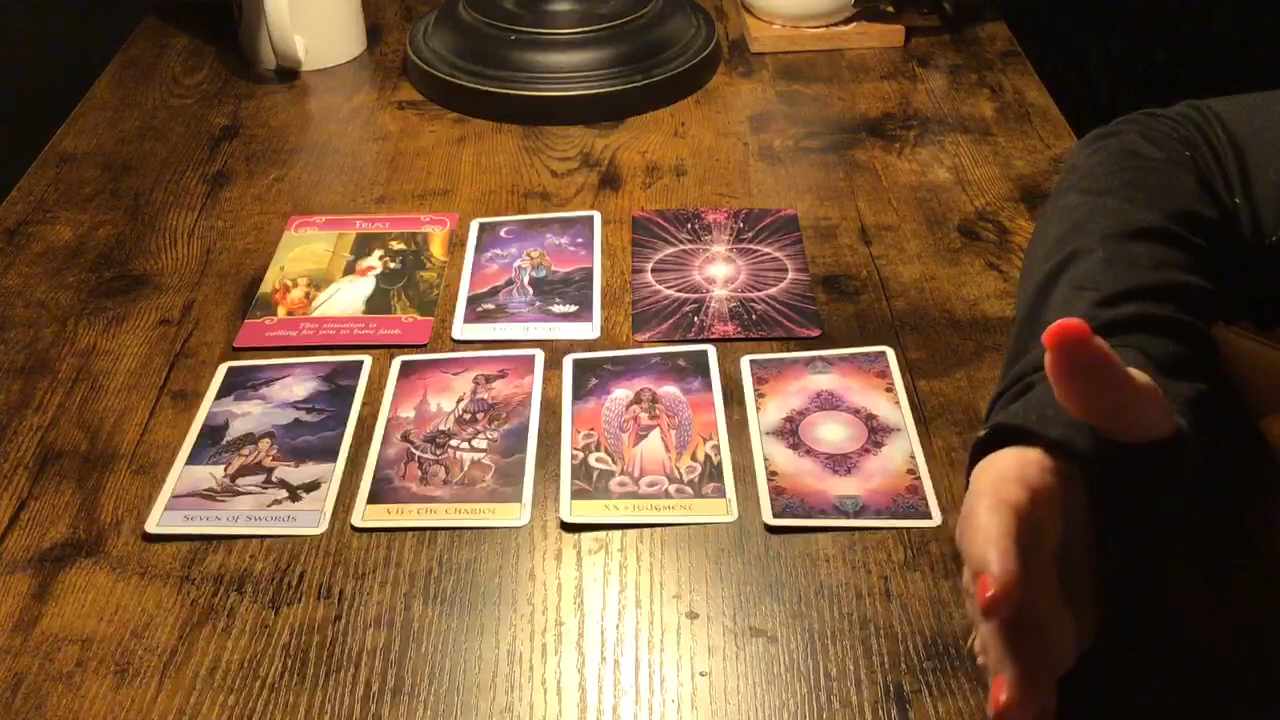 Trust
This situation is
calling for you to have faith.
Seven of Swords
VII • The Chariot
XX • Judgment